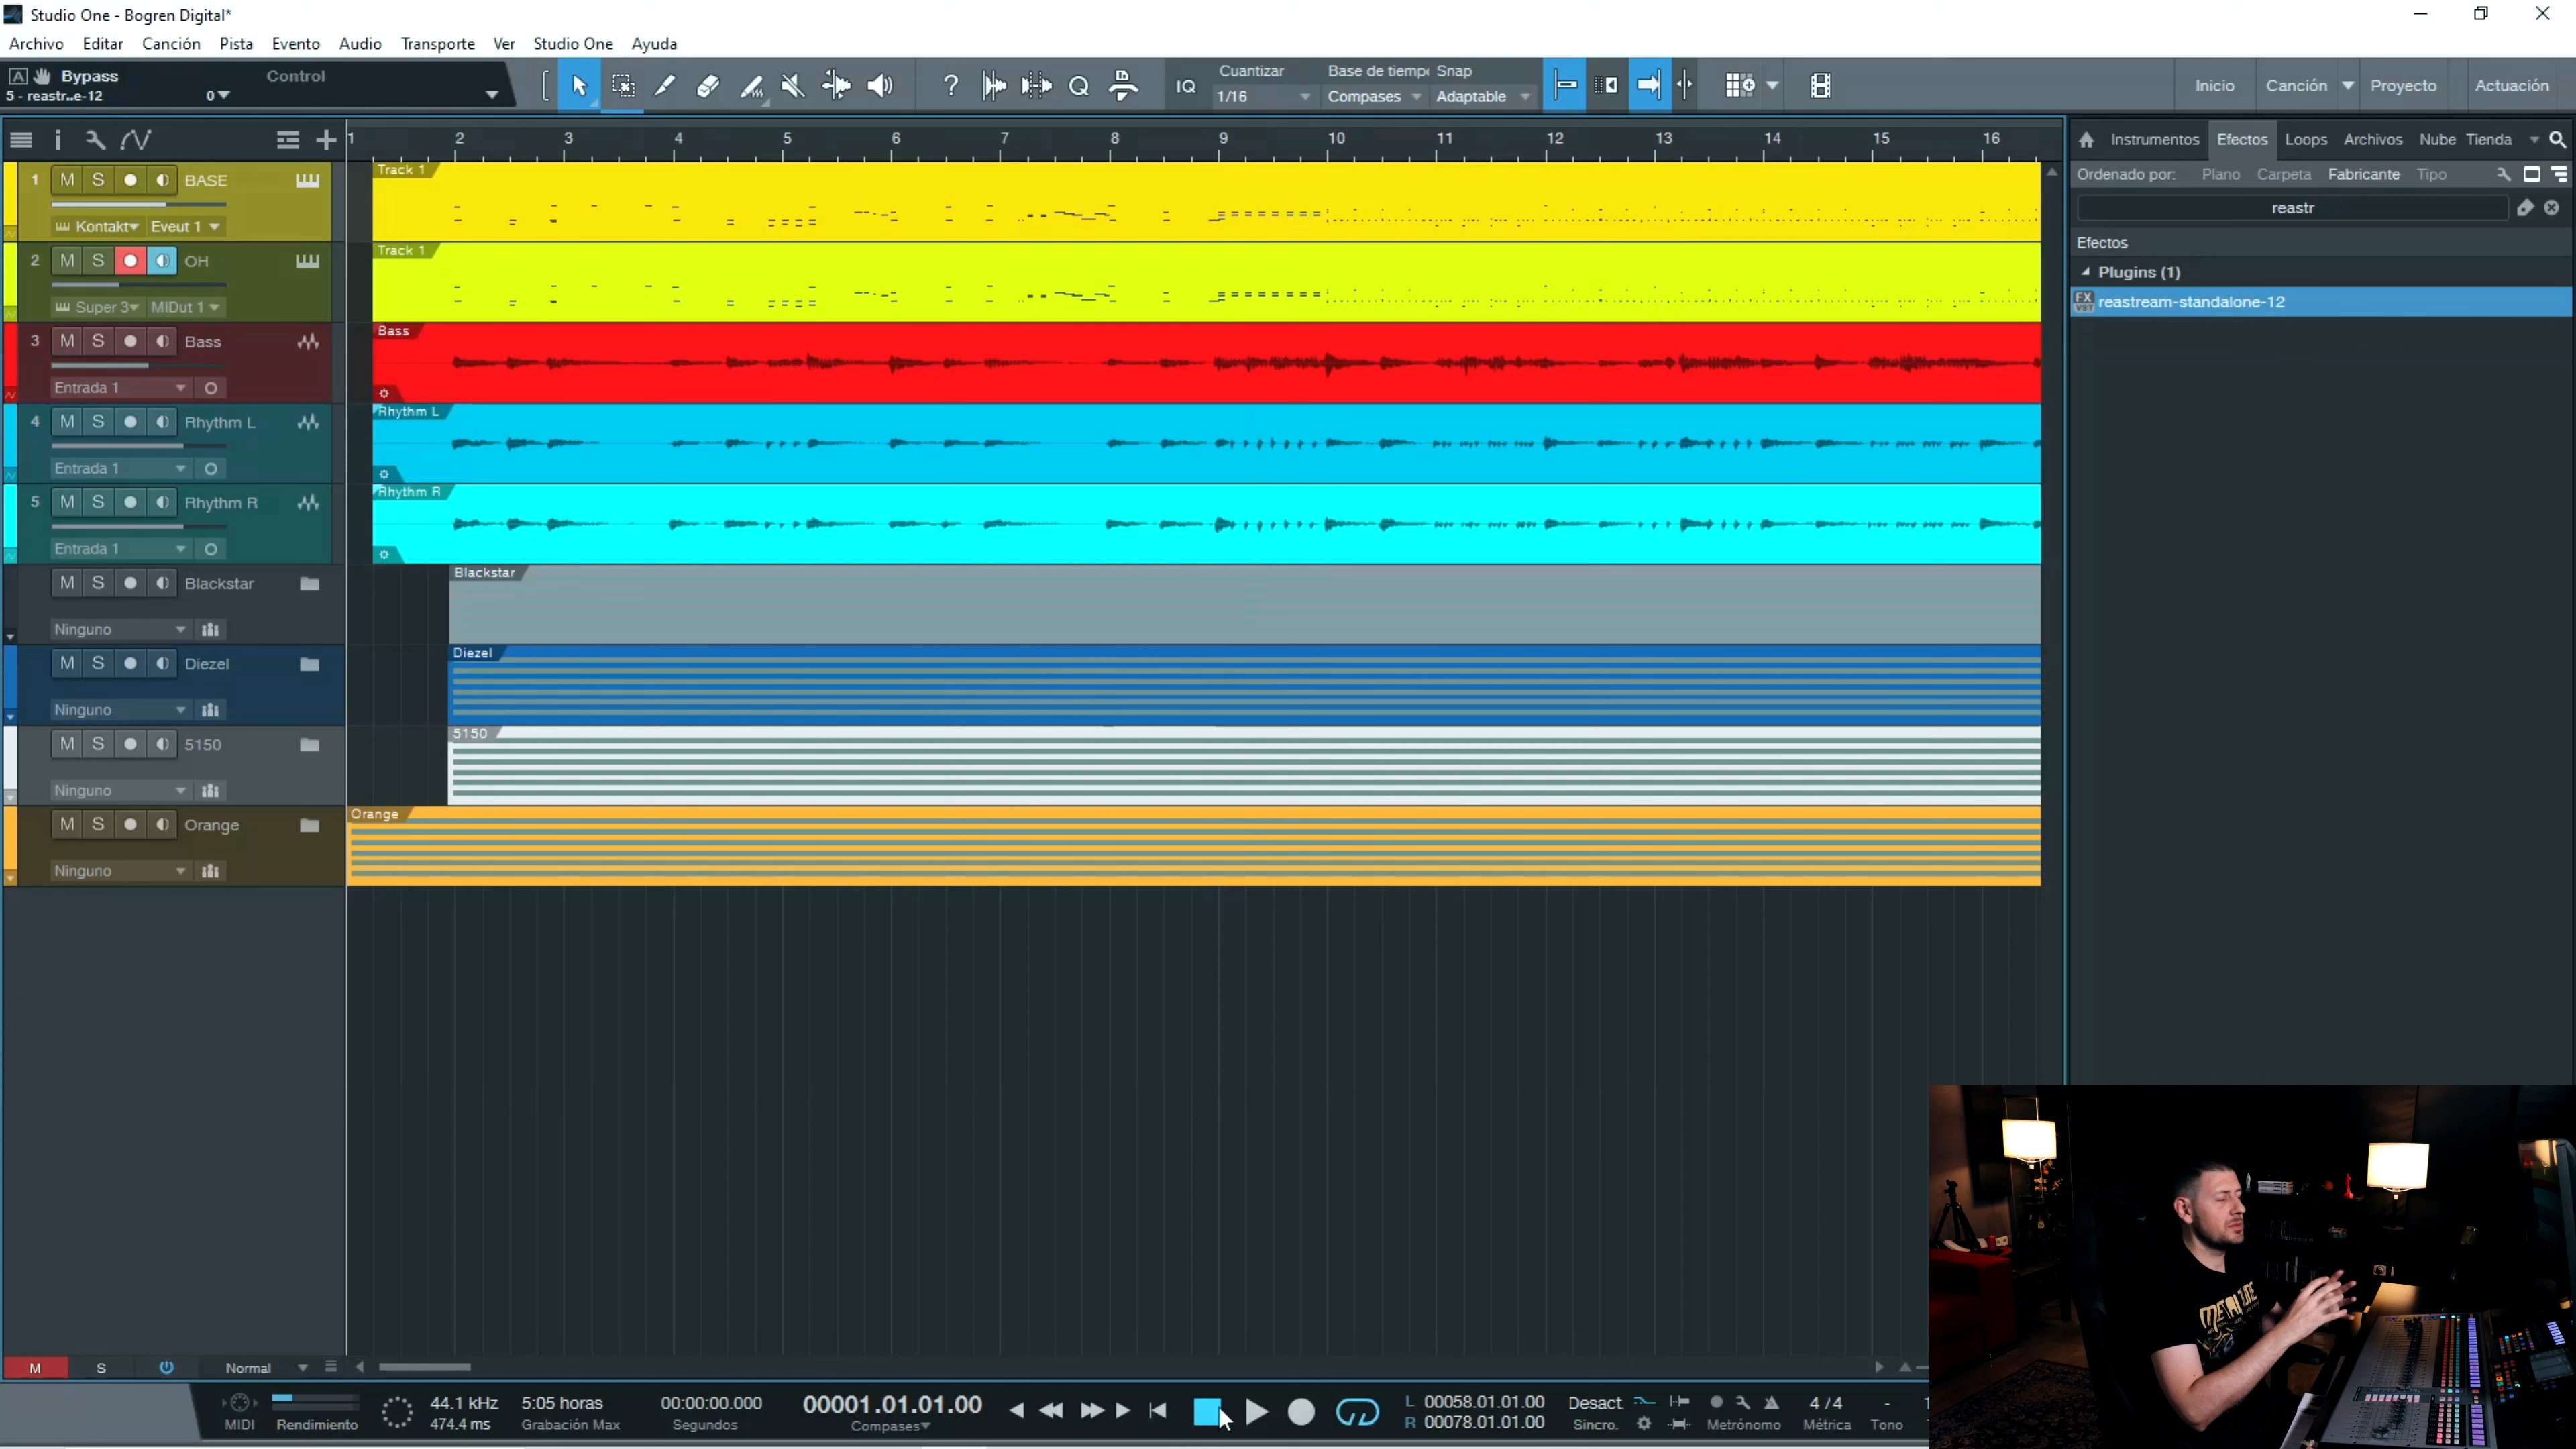 Studio One - Bogren Digital*
Archivo Editar Canción Pista Evento Audio Transporte Ver Studio One Ayuda
A Bypass Control
5 - reastr..e-12 0
IQ Cuantizar Base de tiempo Snap
1/16 Compases Adaptable
Inicio Canción Proyecto Actuación
1 2 3 4 5 6 7 8 9 10 11 12 13 14 15 16
Instrumentos Efectos Loops Archivos Nube Tienda
Ordenado por: Plano Carpeta Fabricante Tipo
reastr
Efectos
Plugins (1)
FX VST reastream-standalone-12
1 M S BASE
Kontakt Eveut 1
Track 1
2 M S OH
Super 3 MIDut 1
Track 1
3 M S Bass
Entrada 1
Bass
4 M S Rhythm L
Entrada 1
Rhythm L
5 M S Rhythm R
Entrada 1
Rhythm R
M S Blackstar
Ninguno
Blackstar
M S Diezel
Ninguno
Diezel
M S 5150
Ninguno
5150
M S Orange
Ninguno
Orange
M S Normal
MIDI Rendimiento
44.1 kHz
474.4 ms
5:05 horas
Grabación Max
00:00:00.000
Segundos
00001.01.01.00
Compases
L 00058.01.01.00
R 00078.01.01.00
Desact.
Sincro.
Metrónomo
4 / 4
Métrica
-
Tono